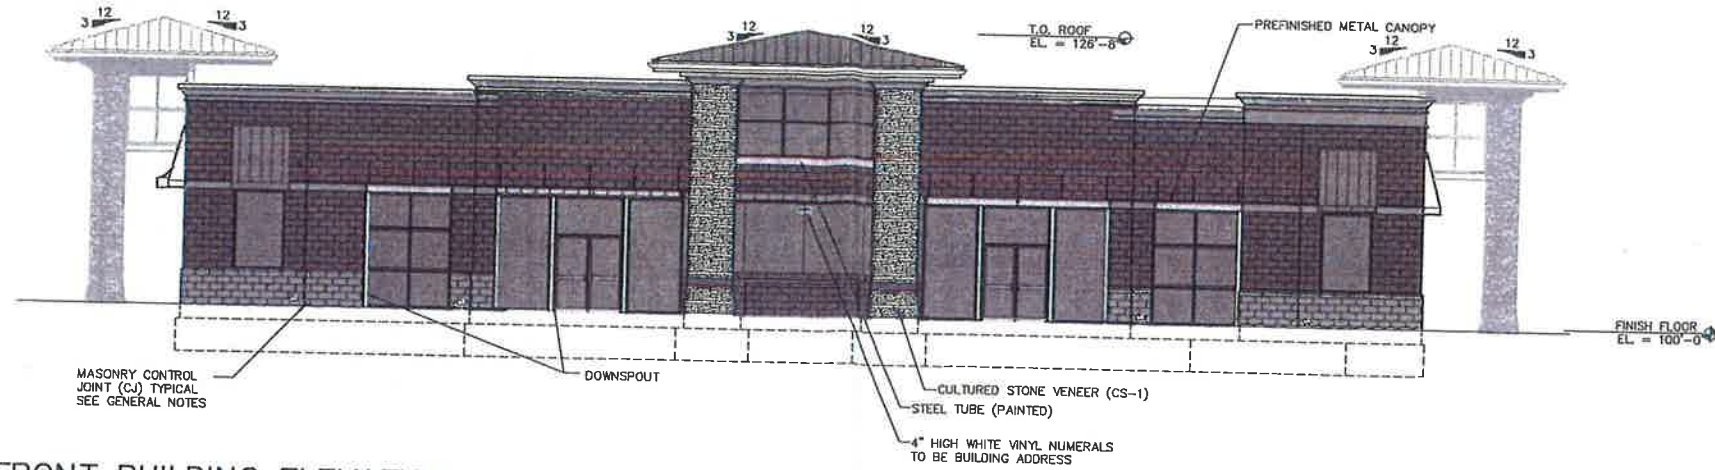 12
3
12
3
12
3
12
3
T.O. ROOF
EL. = 126'-8"
PREFINISHED METAL CANOPY
12
3
12
3
FINISH FLOOR
EL. = 100'-0
MASONRY CONTROL
JOINT (CJ) TYPICAL
SEE GENERAL NOTES
DOWNSPOUT
CULTURED STONE VENEER (CS-1)
STEEL TUBE (PAINTED)
4" HIGH WHITE VINYL NUMERALS
TO BE BUILDING ADDRESS
FRONT BUILDING